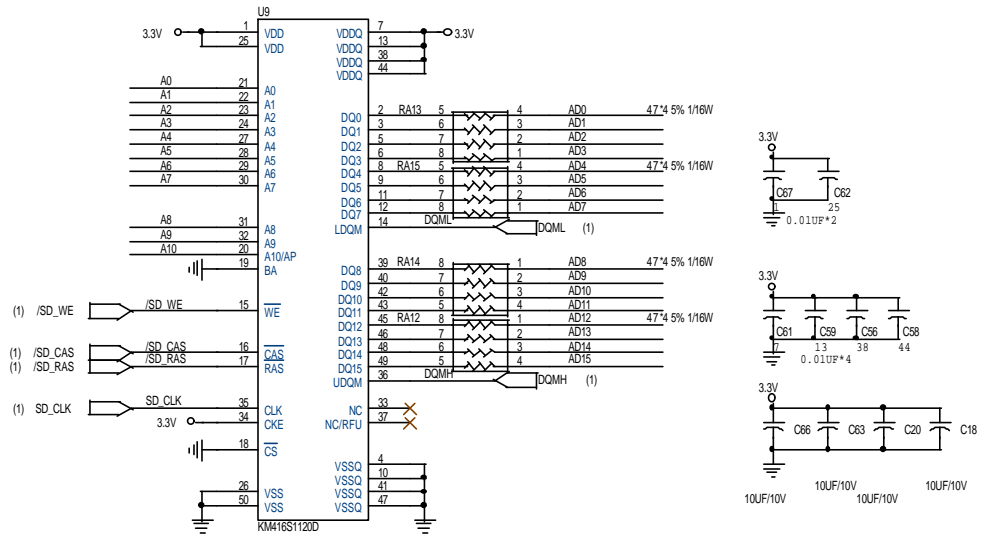 U9
3.3V 1 VDD VDDQ 7 3.3V
25 VDD VDDQ 13
VDDQ 38
VDDQ 44
A0 21 A0
A1 22 A1
A2 23 A2 DQ0 2 RA13 5 4 AD0 47*4 5% 1/16W
A3 24 A3 DQ1 3 6 3 AD1
A4 27 A4 DQ2 5 7 2 AD2
A5 28 A5 DQ3 6 8 1 AD3
A6 29 A6 DQ4 8 RA15 5 4 AD4 47*4 5% 1/16W
A7 30 A7 DQ5 9 6 3 AD5
DQ6 11 7 2 AD6
DQ7 12 8 1 AD7
A8 31 A8 LDQM 14 DQML DQML (1)
A9 32 A9
A10 20 A10/AP
19 BA DQ8 39 RA14 8 1 AD8 47*4 5% 1/16W
DQ9 40 7 2 AD9
DQ10 42 6 3 AD10
DQ11 43 5 4 AD11
(1) /SD_WE /SD_WE 15 WE DQ12 45 RA12 8 1 AD12 47*4 5% 1/16W
DQ13 46 7 2 AD13
(1) /SD_CAS /SD_CAS 16 CAS DQ14 48 6 3 AD14
(1) /SD_RAS /SD_RAS 17 RAS DQ15 49 5 4 AD15
UDQM 36 DQMH DQMH (1)
(1) SD_CLK SD_CLK 35 CLK NC 33
3.3V 34 CKE NC/RFU 37
18 CS
VSSQ 4
VSSQ 10
26 VSS VSSQ 41
50 VSS VSSQ 47
KM416S1120D
3.3V
C67 C62
1 25
0.01UF*2
3.3V
C61 C59 C56 C58
7 13 38 44
0.01UF*4
3.3V
C66 C63 C20 C18
10UF/10V 10UF/10V 10UF/10V 10UF/10V